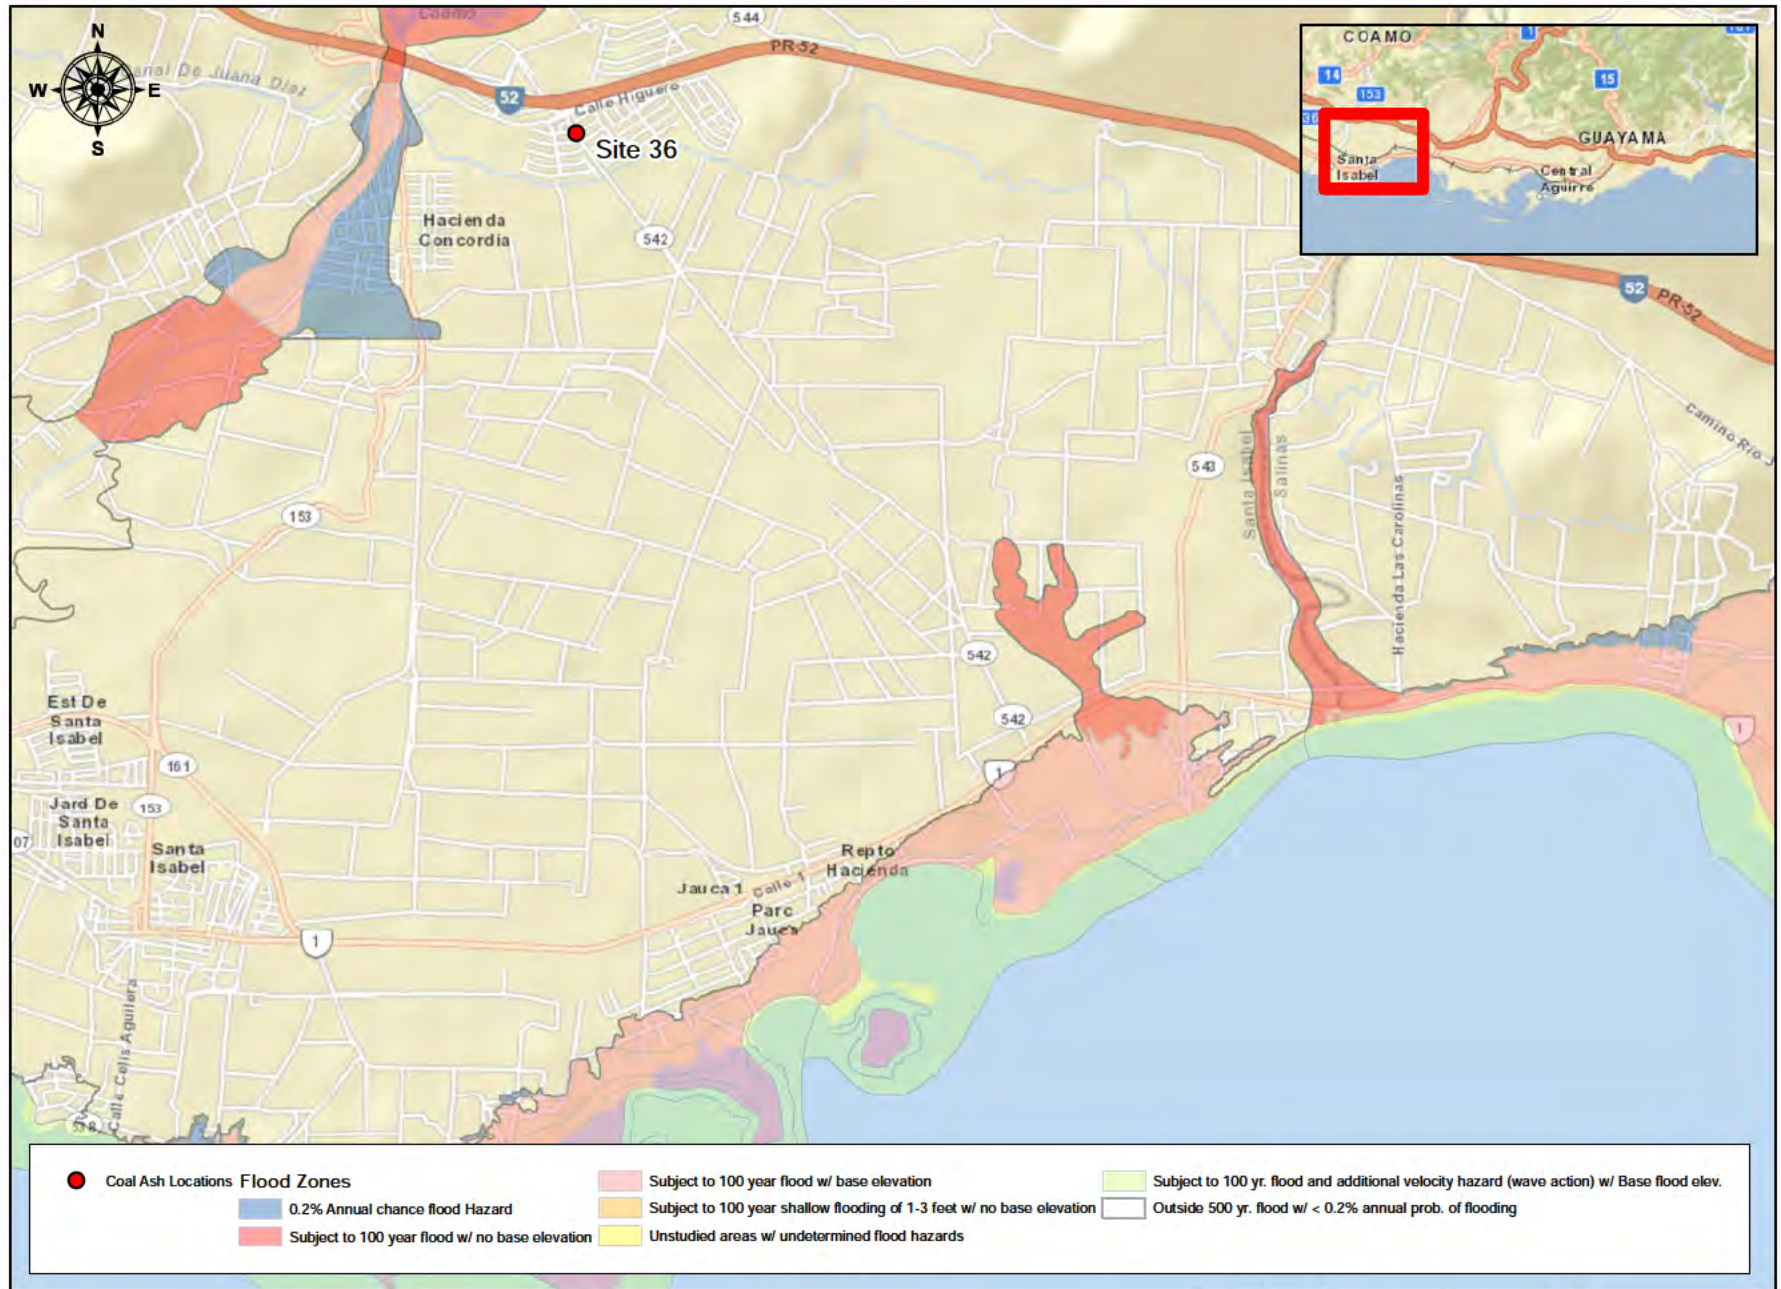 N
W
E
S
Coamo
544
PR-52
Canal De Juana Diaz
52
Calle Higuero
Site 36
COAMO
1
14
15
153
36
GUAYAMA
Santa
Isabel
Central
Aguirre
Hacienda
Concordia
542
52
PR-52
Camino Rio J
543
Santa Isabel
Salinas
Hacienda Las Carolinas
153
542
542
Est De
Santa
Isabel
161
1
1
Jard De
Santa
Isabel
153
07
Santa
Isabel
Repto
Hacienda
Jauca 1
Calle 1
Parc
Jauca
1
Calle Celis Aguilera
538
Coal Ash Locations
Flood Zones
0.2% Annual chance flood Hazard
Subject to 100 year flood w/ no base elevation
Subject to 100 year flood w/ base elevation
Subject to 100 year shallow flooding of 1-3 feet w/ no base elevation
Unstudied areas w/ undetermined flood hazards
Subject to 100 yr. flood and additional velocity hazard (wave action) w/ Base flood elev.
Outside 500 yr. flood w/ < 0.2% annual prob. of flooding